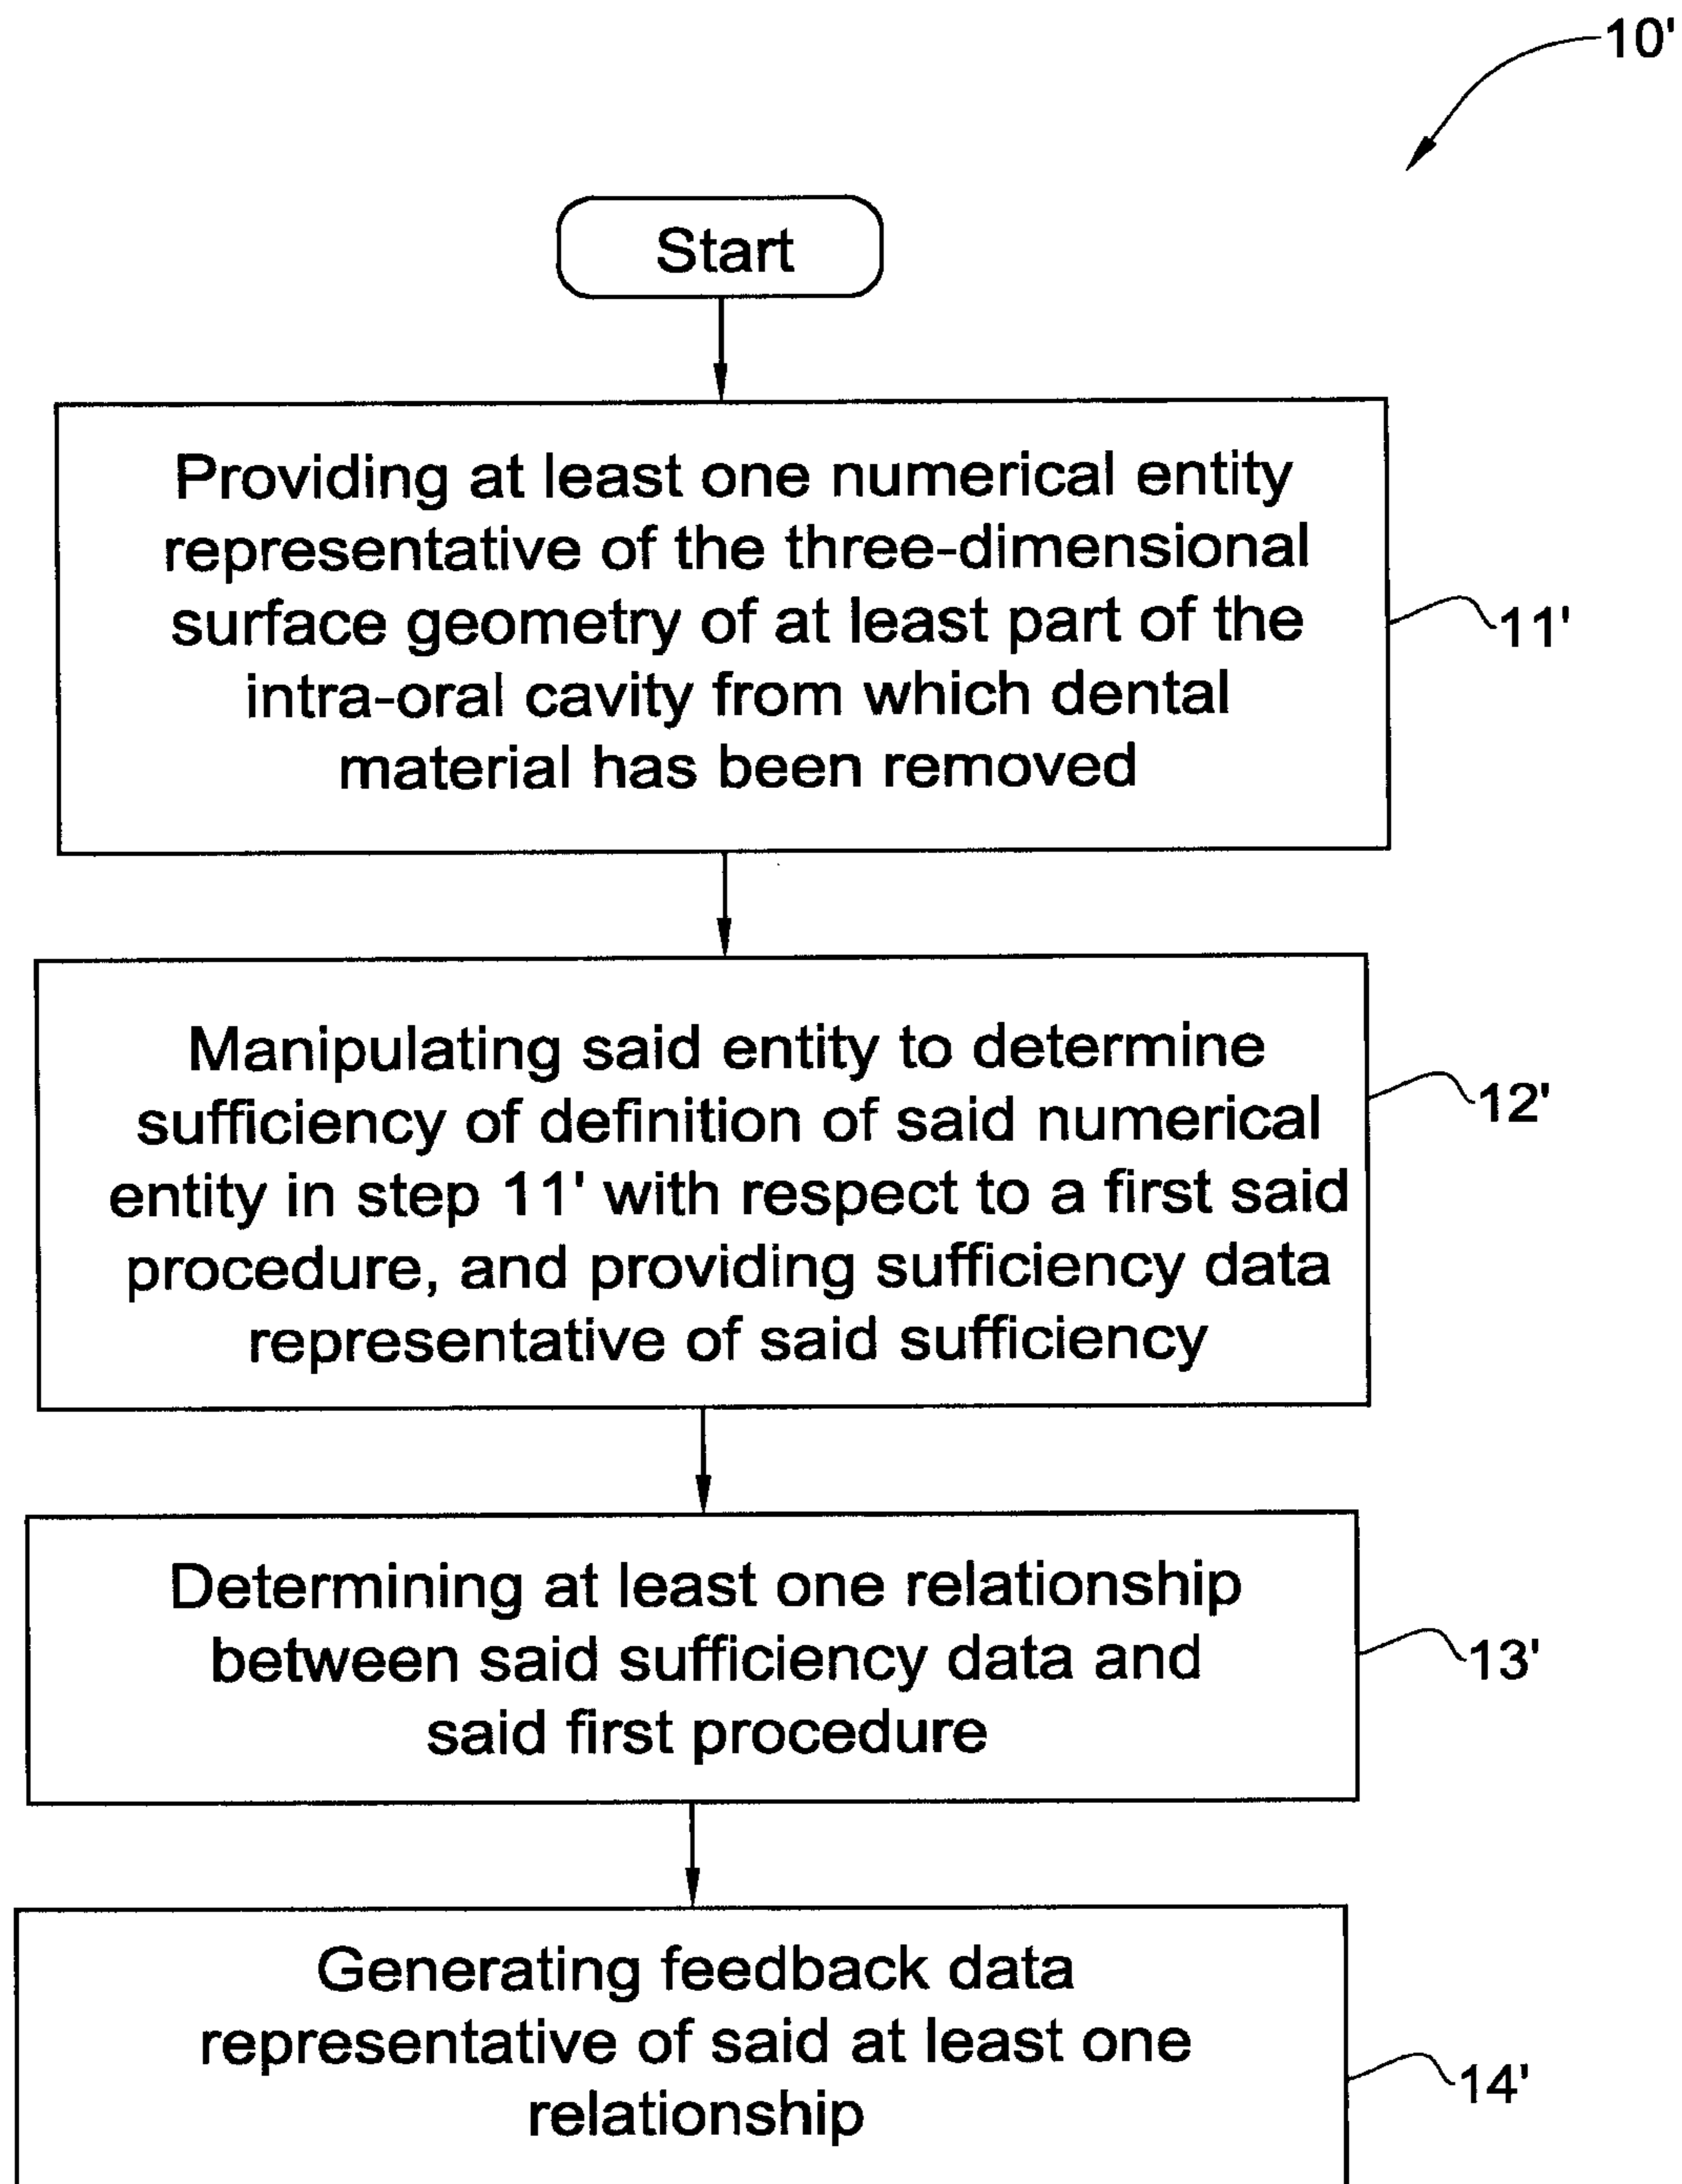 10'
Start
Providing at least one numerical entity
representative of the three-dimensional
surface geometry of at least part of the
intra-oral cavity from which dental
material has been removed
11'
Manipulating said entity to determine
sufficiency of definition of said numerical
entity in step 11' with respect to a first said
procedure, and providing sufficiency data
representative of said sufficiency
12'
Determining at least one relationship
between said sufficiency data and
said first procedure
13'
Generating feedback data
representative of said at least one
relationship
14'